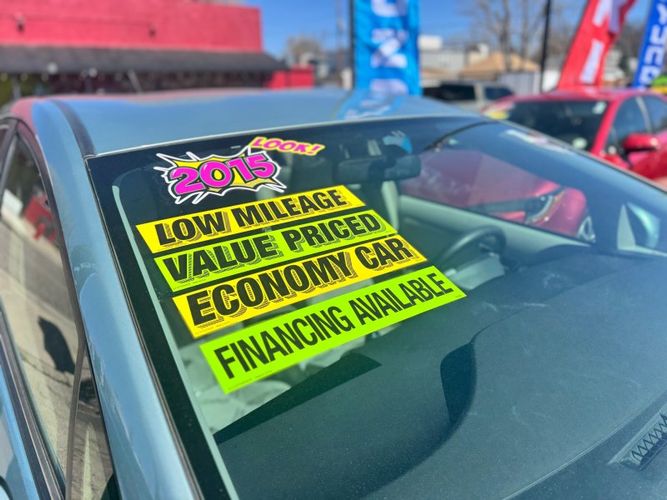 LOOK!
2015
LOW MILEAGE
VALUE PRICED
ECONOMY CAR
FINANCING AVAILABLE